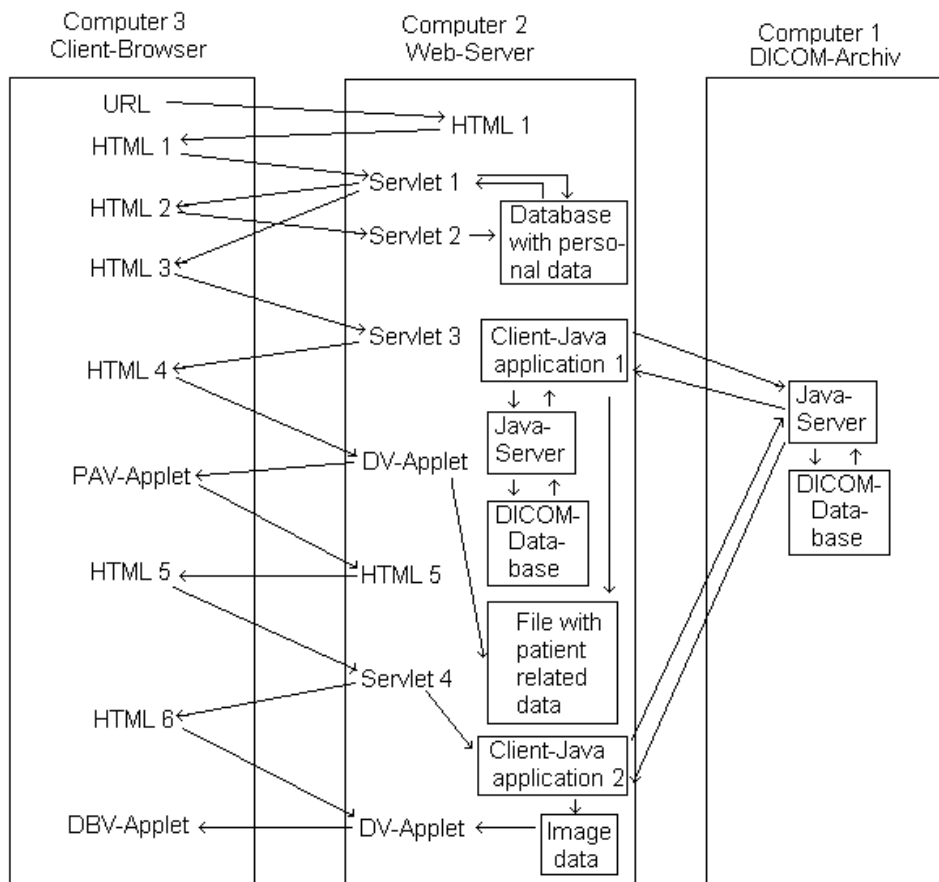 Computer 3
Client-Browser
Computer 2
Web-Server
Computer 1
DICOM-Archiv
URL
HTML 1
HTML 1
Servlet 1
HTML 2
Servlet 2
Database
with perso-
nal data
HTML 3
Servlet 3
Client-Java
application 1
HTML 4
Java-
Server
Java-
Server
DV-Applet
PAV-Applet
DICOM-
Data-
base
DICOM-
Data-
base
HTML 5
HTML 5
File with
patient
related
data
Servlet 4
HTML 6
Client-Java
application 2
DBV-Applet
DV-Applet
Image
data